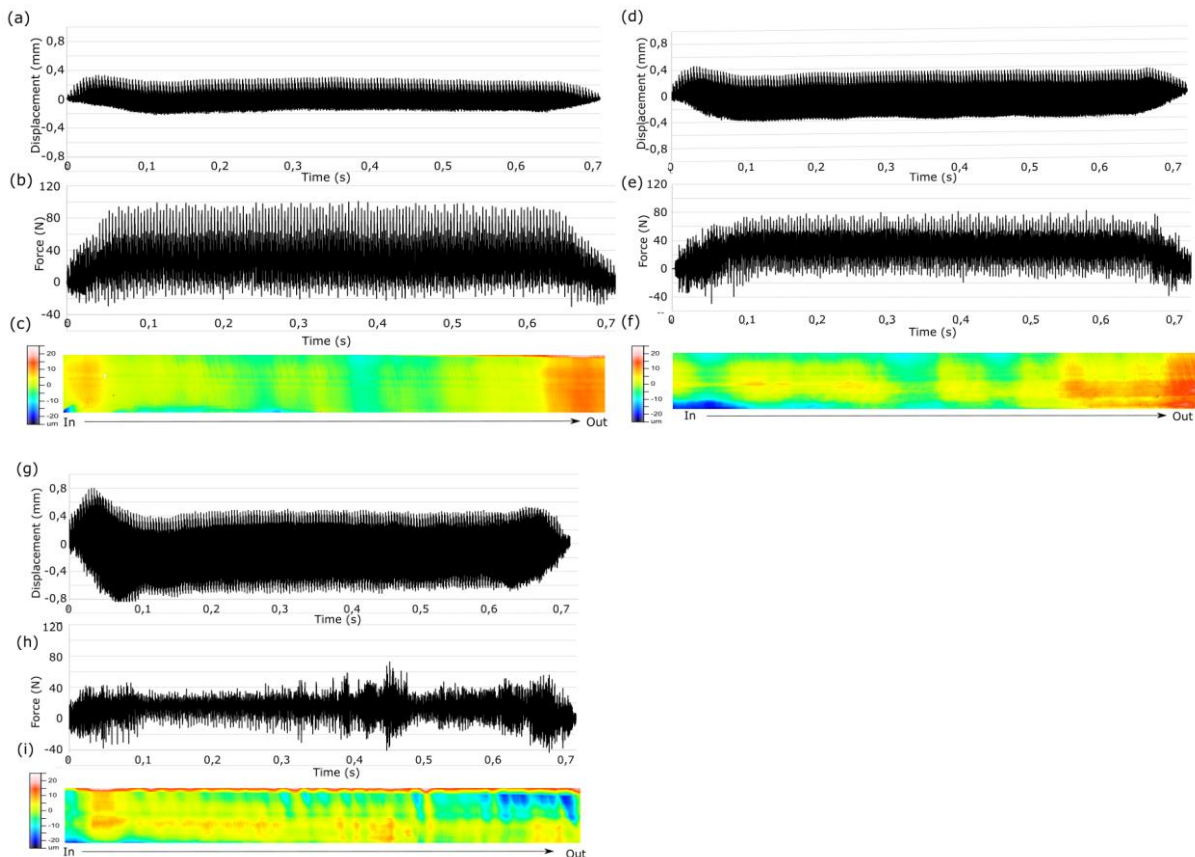 (a)
Displacement (mm)
0,8
0,4
0
-0,4
-0,8
0 0,1 0,2 0,3 0,4 0,5 0,6 0,7
Time (s)
(b)
Force (N)
120
80
40
0
-40
0 0,1 0,2 0,3 0,4 0,5 0,6 0,7
Time (s)
(c)
20
10
0
-10
-20
um
In Out
(d)
Displacement (mm)
0,8
0,4
0
-0,4
-0,8
0 0,1 0,2 0,3 0,4 0,5 0,6 0,7
Time (s)
(e)
Force (N)
120
80
40
0
-40
0 0,1 0,2 0,3 0,4 0,5 0,6 0,7
Time (s)
(f)
20
10
0
-10
-20
um
In Out
(g)
Displacement (mm)
0,8
0,4
0
-0,4
-0,8
0 0,1 0,2 0,3 0,4 0,5 0,6 0,7
Time (s)
(h)
Force (N)
120
80
40
0
-40
0 0,1 0,2 0,3 0,4 0,5 0,6 0,7
Time (s)
(i)
20
10
0
-10
-20
um
In Out